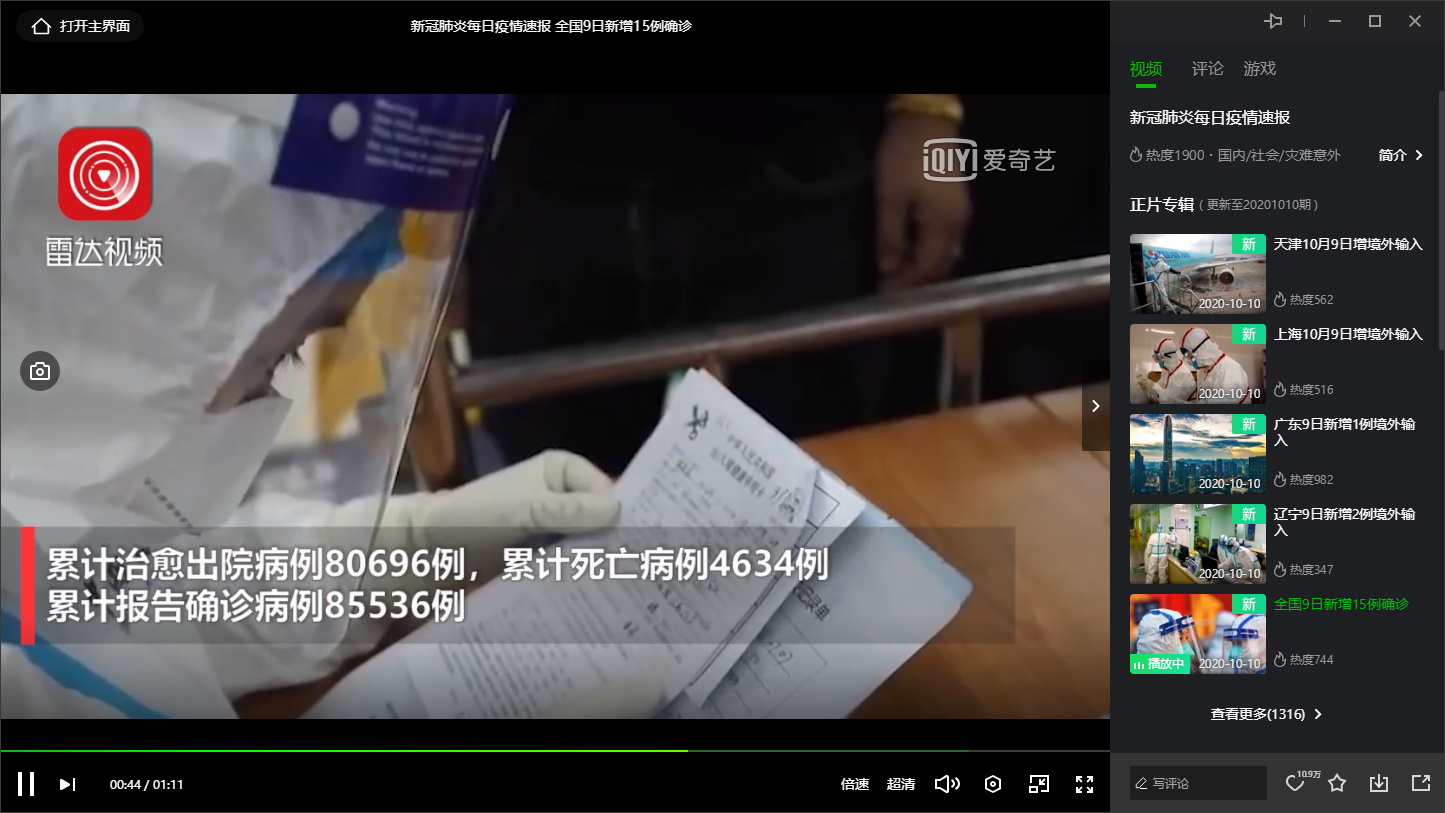 打开主界面
新冠肺炎每日疫情速报 全国9日新增15例确诊
雷达视频
iQIYI 爱奇艺
累计治愈出院病例80696例，累计死亡病例4634例
累计报告确诊病例85536例
00:44 / 01:11
倍速
超清
视频
评论
游戏
新冠肺炎每日疫情速报
热度1900 · 国内/社会/灾难意外
简介
正片专辑 ( 更新至20201010期 )
新
2020-10-10
天津10月9日增境外输入
热度562
新
2020-10-10
上海10月9日增境外输入
热度516
新
2020-10-10
广东9日新增1例境外输
入
热度982
新
2020-10-10
辽宁9日新增2例境外输
入
热度347
新
播放中
2020-10-10
全国9日新增15例确诊
热度744
查看更多(1316)
写评论
10.9万